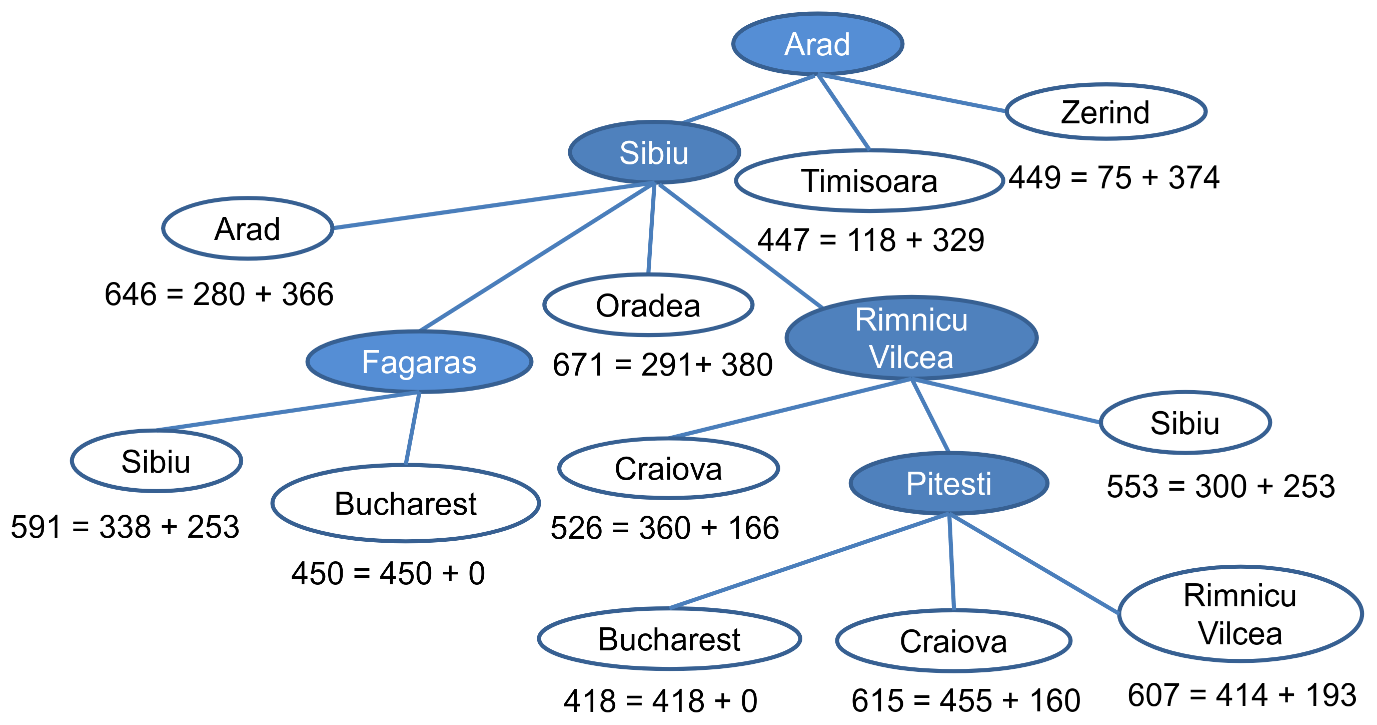 Arad
Zerind
449 = 75 + 374
Sibiu
Timisoara
447 = 118 + 329
Arad
646 = 280 + 366
Oradea
671 = 291+ 380
Rimnicu
Vilcea
Fagaras
Sibiu
591 = 338 + 253
Bucharest
450 = 450 + 0
Craiova
526 = 360 + 166
Pitesti
Sibiu
553 = 300 + 253
Bucharest
418 = 418 + 0
Craiova
615 = 455 + 160
Rimnicu
Vilcea
607 = 414 + 193